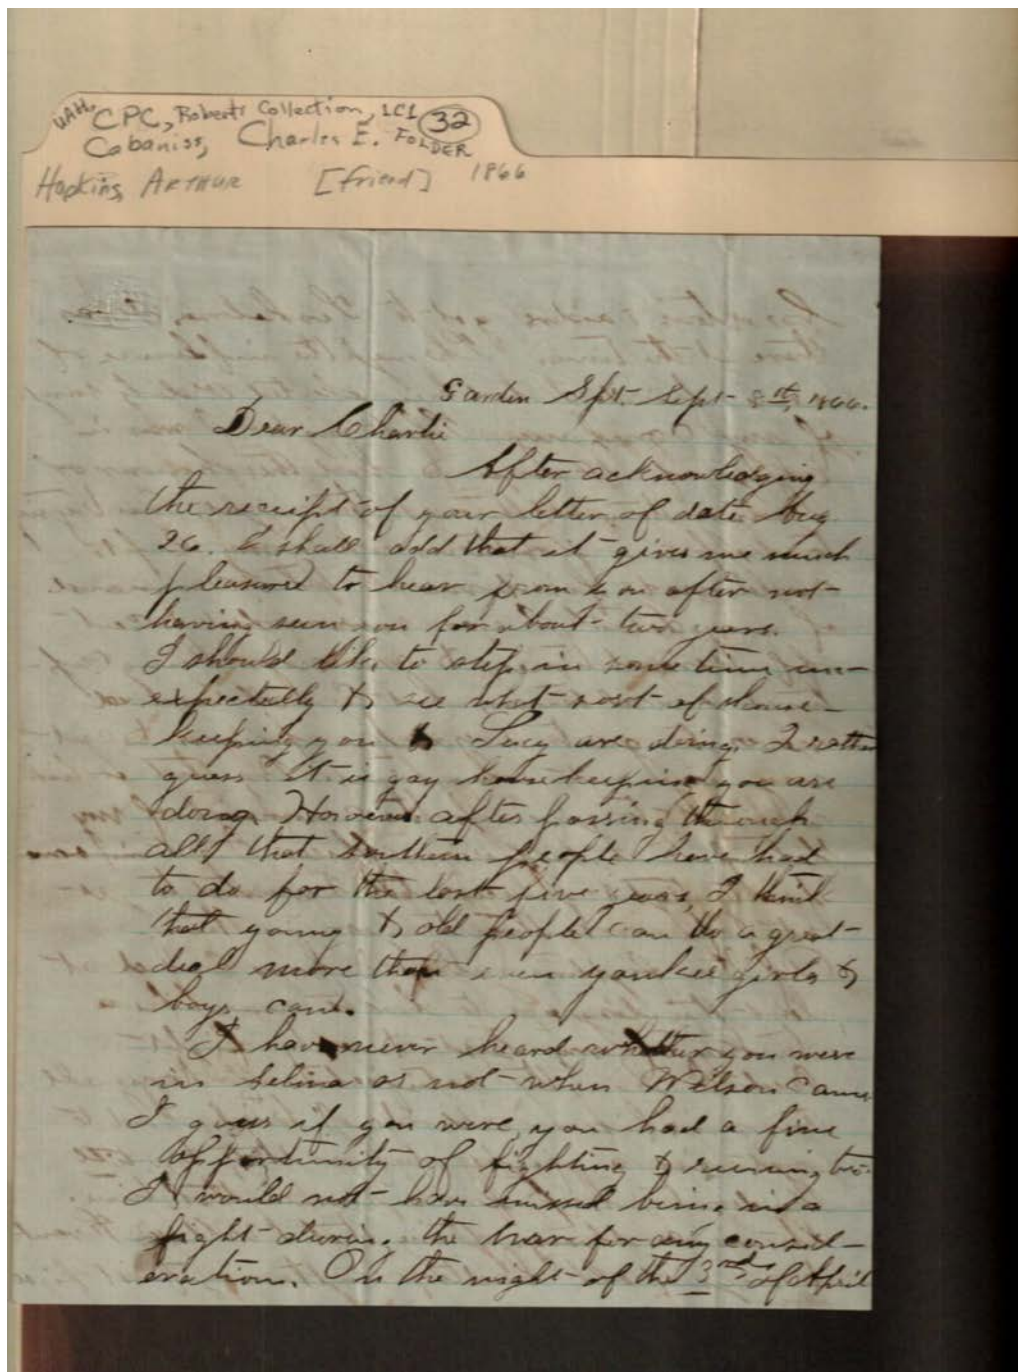 UAH. CPC, Roberts Collection, 1C1 32
Cabaniss, Charles E. FOLDER
Hopkins, ARTHUR [friend] 1866
Garden Spt. Sept 8th, 1866.
Dear Charlie
After acknowledging
the receipt of your letter of date Aug
26. I shall add that it gives me much
pleasure to hear from you after not
having seen you for about two years.
I should like to step in some time un-
expectedly & see what sort of house-
keeping you & Lucy are doing. I rather
guess it is gay housekeeping you are
doing. However after passing through
all that southern people have had
to do for the last five years, I think
that young & old people can do a great
deal more than even yankee girls &
boys can.
I have never heard whether you were
in Selma or not when Wilson came
I guess if you were you had a fine
opportunity of fighting & running too.
I would not have missed being in a
fight during the war for any consid-
eration. On the night of the 3rd of April